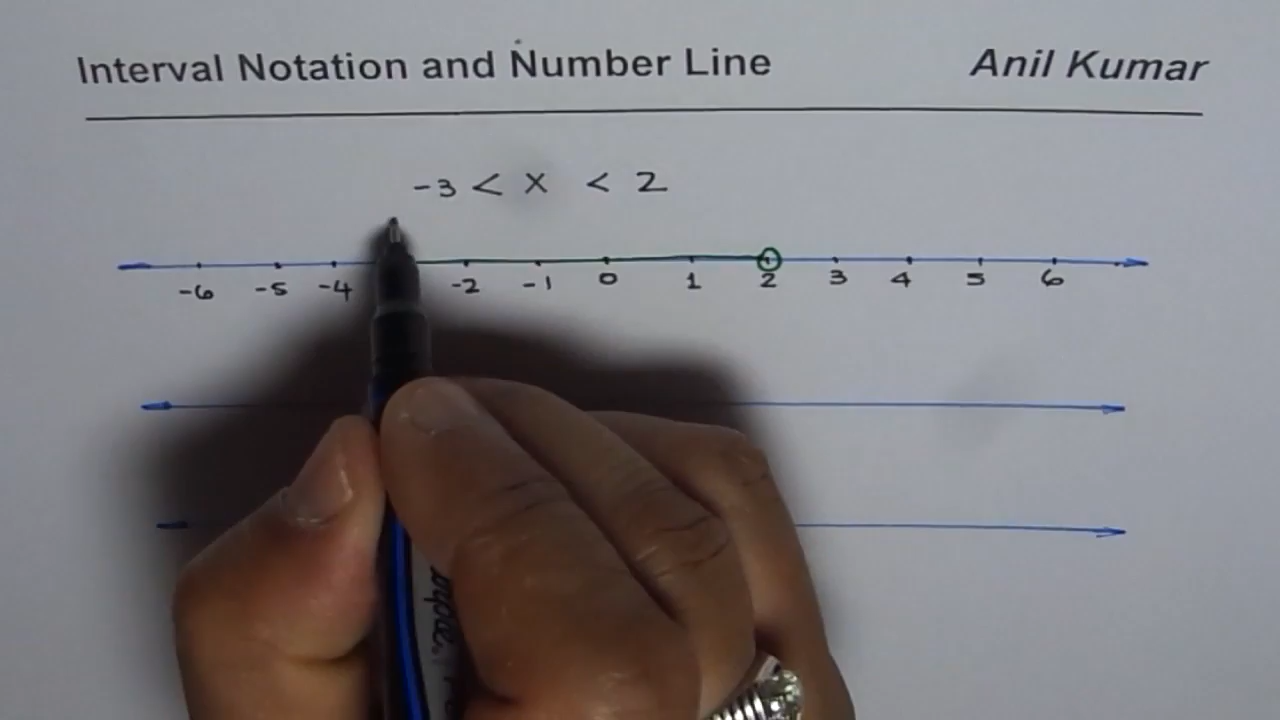 Interval Notation and Number Line Anil Kumar
-3 < x < 2
-6 -5 -4 -2 -1 0 1 2 3 4 5 6